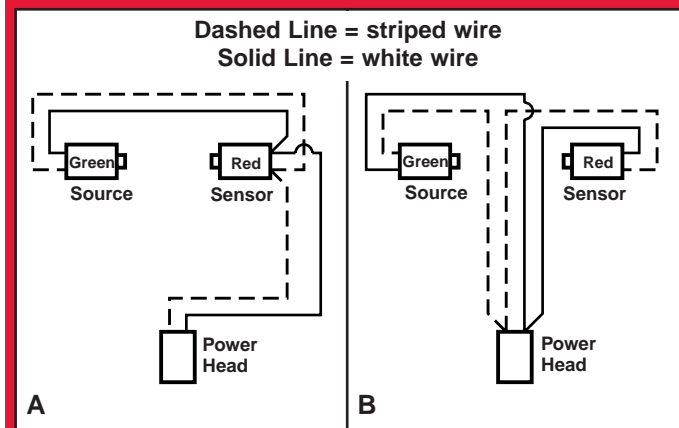 Dashed Line = striped wire
Solid Line = white wire
Green
Source
Red
Sensor
Power
Head
A
Green
Source
Red
Sensor
Power
Head
B